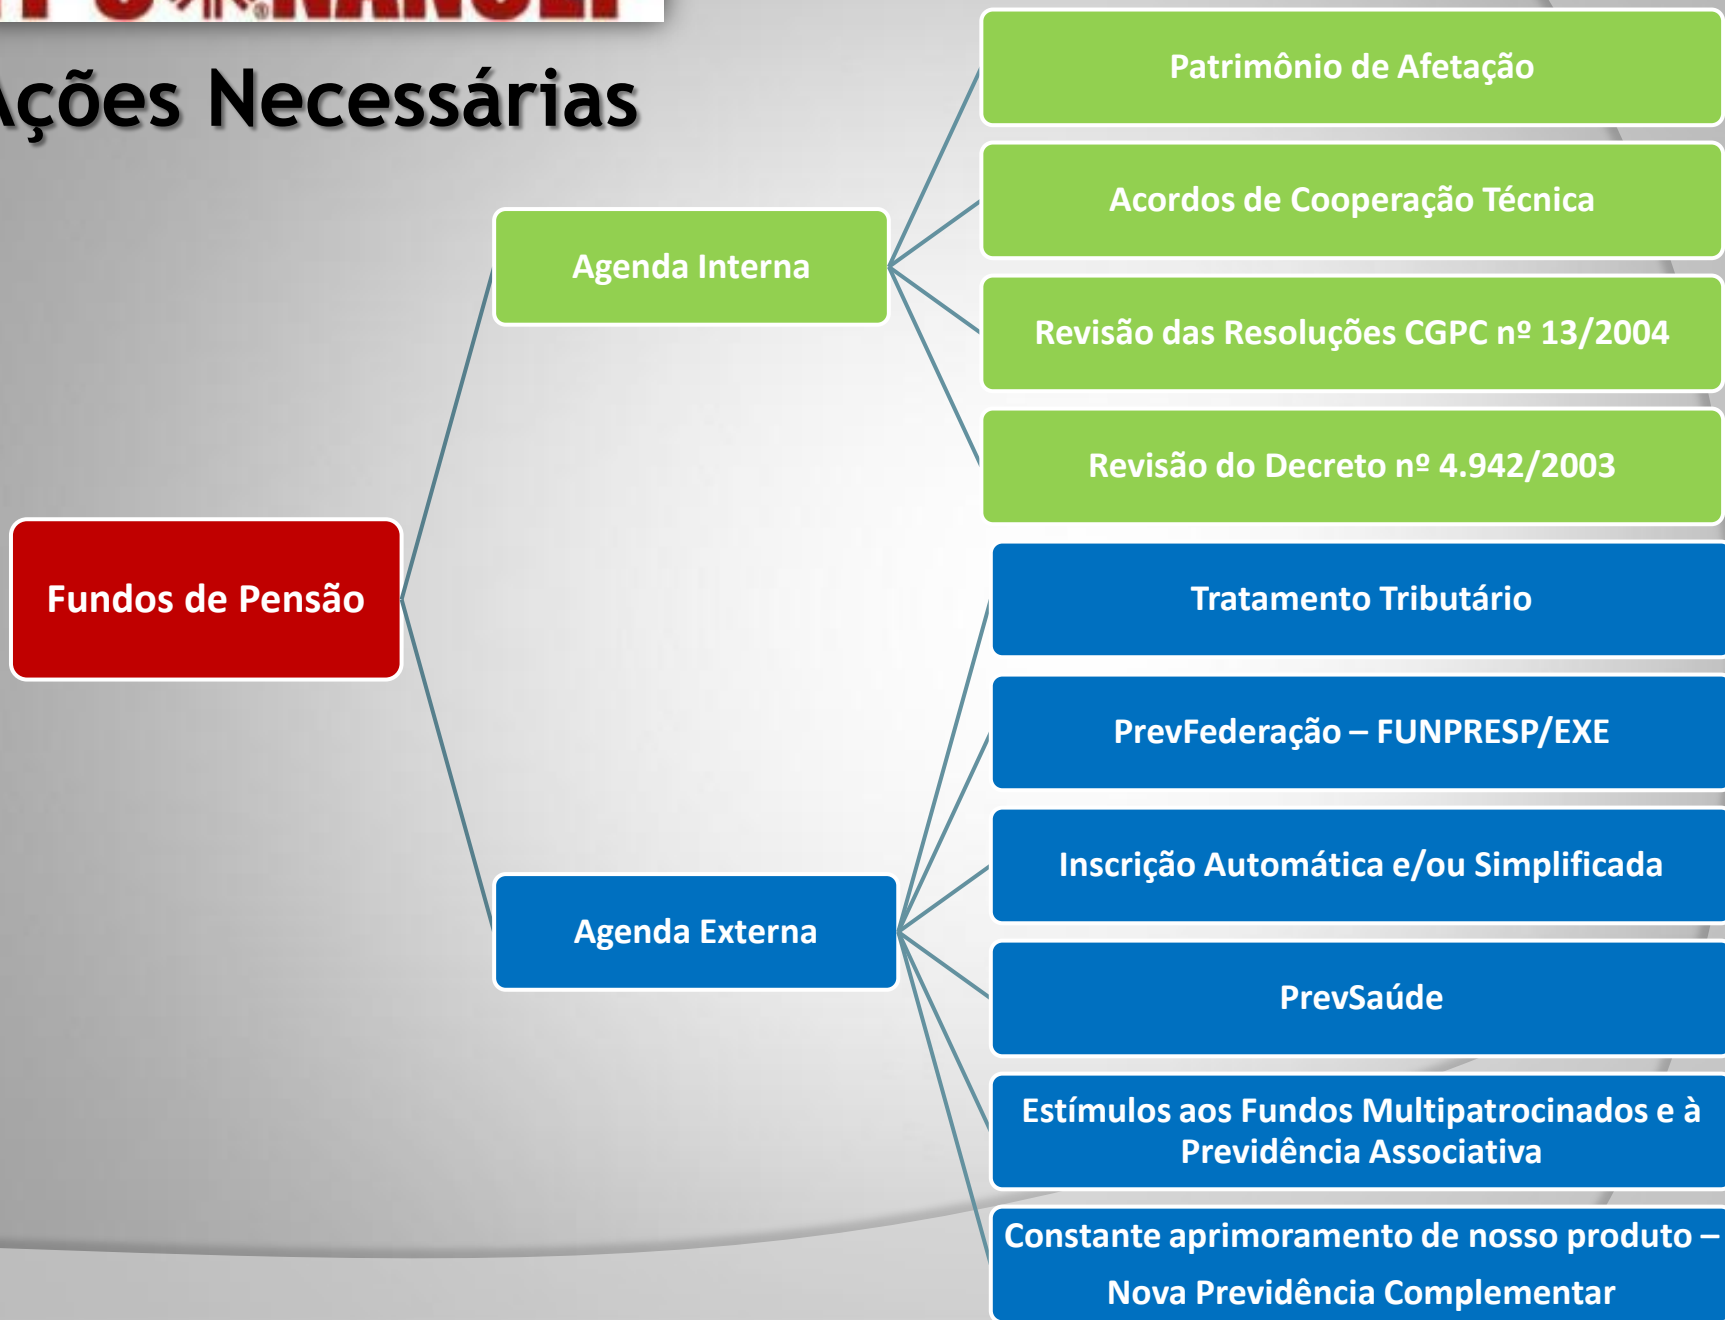 Ações Necessárias
Patrimônio de Afetação
Acordos de Cooperação Técnica
Agenda Interna
Revisão das Resoluções CGPC nº 13/2004
Revisão do Decreto nº 4.942/2003
Fundos de Pensão
Tratamento Tributário
PrevFederação – FUNPRESP/EXE
Inscrição Automática e/ou Simplificada
Agenda Externa
PrevSaúde
Estímulos aos Fundos Multipatrocinados e à
Previdência Associativa
Constante aprimoramento de nosso produto –
Nova Previdência Complementar